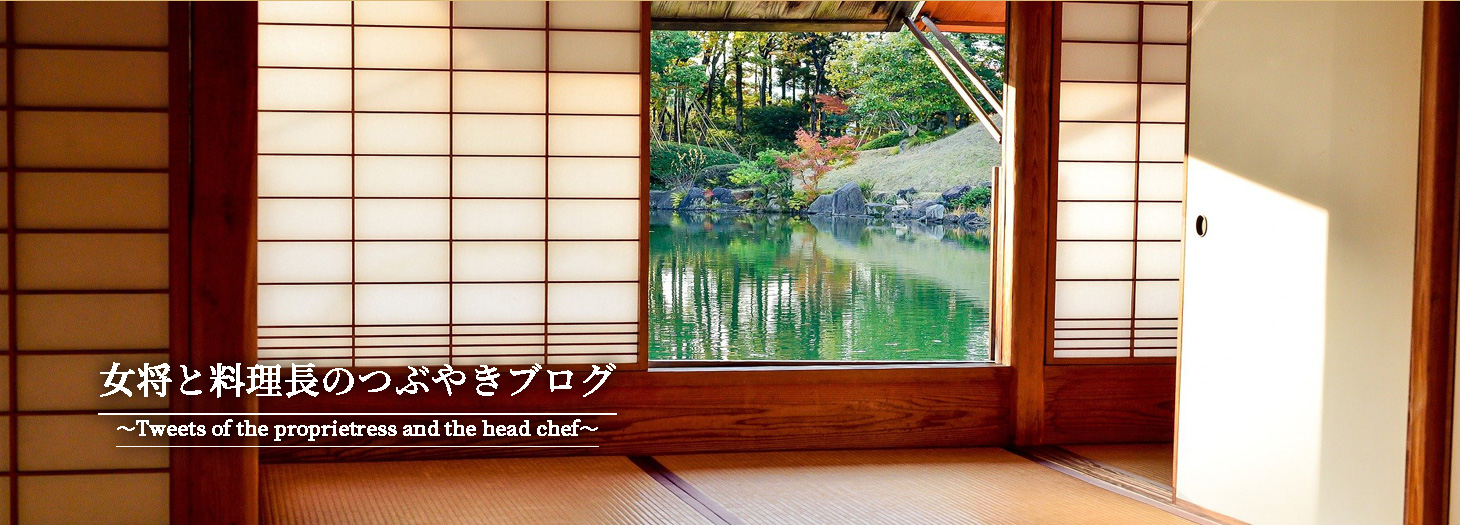 女将と料理長のつぶやきブログ
～Tweets of the proprietress and the head chef～